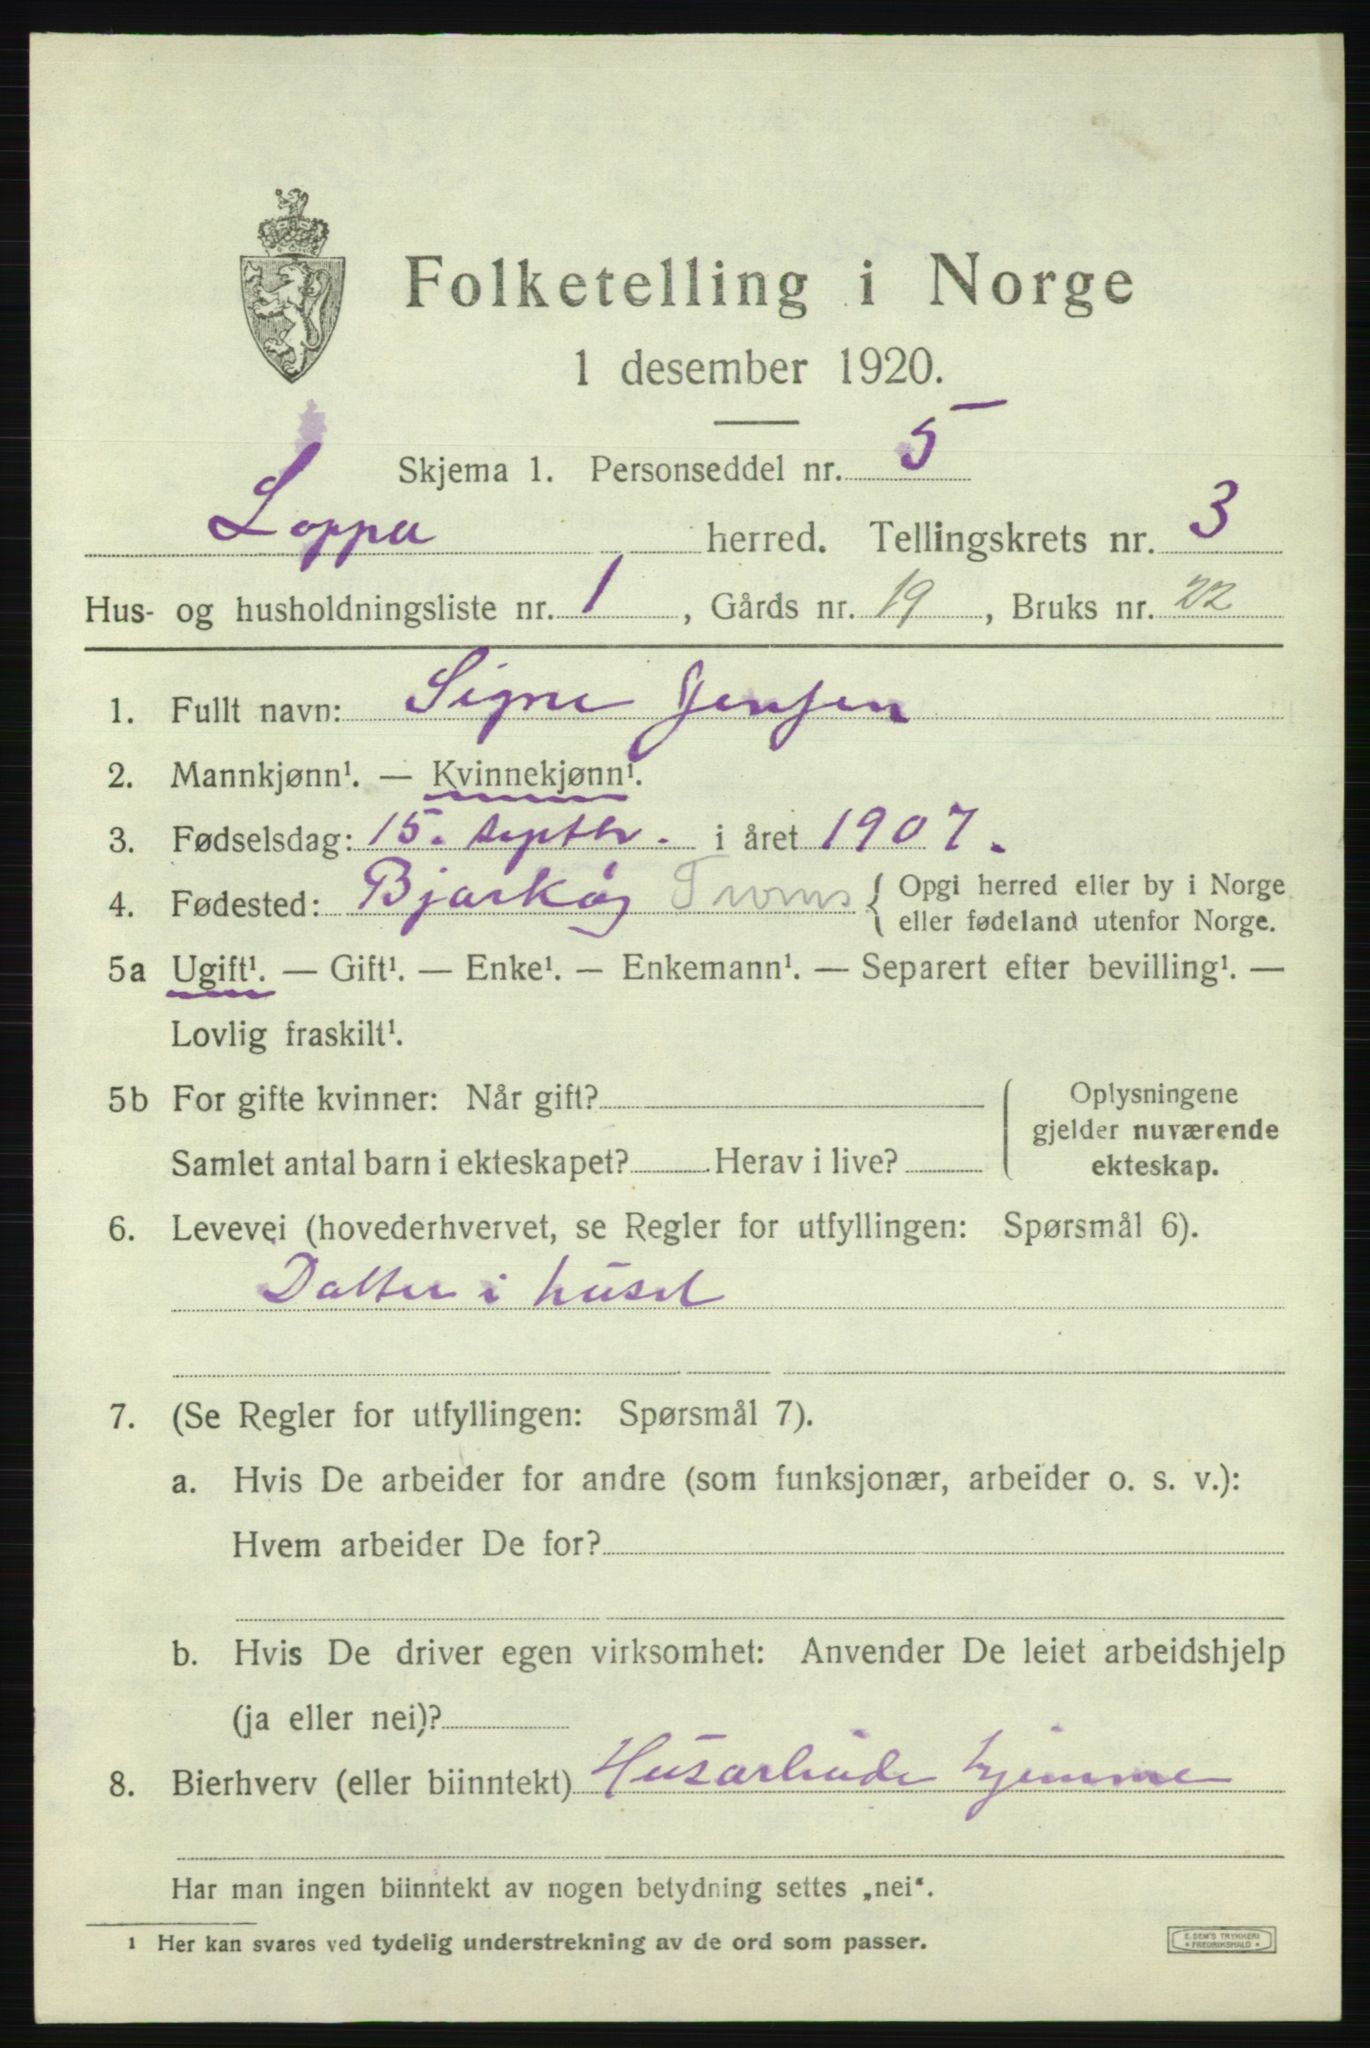 Folketelling i Norge
1 desember 1920.
Skjema 1. Personseddel nr. 5
Loppa herred. Tellingskrets nr. 3
Hus- og husholdningsliste nr. 1, Gårds nr. 19, Bruks nr. 22
1. Fullt navn: Signe Jensen
2. Mannkjønn¹. — Kvinnekjønn¹.
3. Fødselsdag: 15. septbr. i året 1907.
4. Fødested: Bjarköy Troms { Opgi herred eller by i Norge
eller fødeland utenfor Norge.
5a Ugift¹. — Gift¹. — Enke¹. — Enkemann¹. — Separert efter bevilling¹. —
Lovlig fraskilt¹.
5b For gifte kvinner: Når gift?
Samlet antal barn i ekteskapet? Herav i live?
Oplysningene
gjelder nuværende
ekteskap.
6. Levevei (hovederhvervet, se Regler for utfyllingen: Spørsmål 6).
Datter i huset
7. (Se Regler for utfyllingen: Spørsmål 7).
a. Hvis De arbeider for andre (som funksjonær, arbeider o. s. v.):
Hvem arbeider De for?
b. Hvis De driver egen virksomhet: Anvender De leiet arbeidshjelp
(ja eller nei)?
8. Bierhverv (eller biinntekt) Husarbeide hjemme
Har man ingen biinntekt av nogen betydning settes „nei“.
¹ Her kan svares ved tydelig understrekning av de ord som passer.
E. SEM'S TRYKKERI
* FREDRIKSHALD *